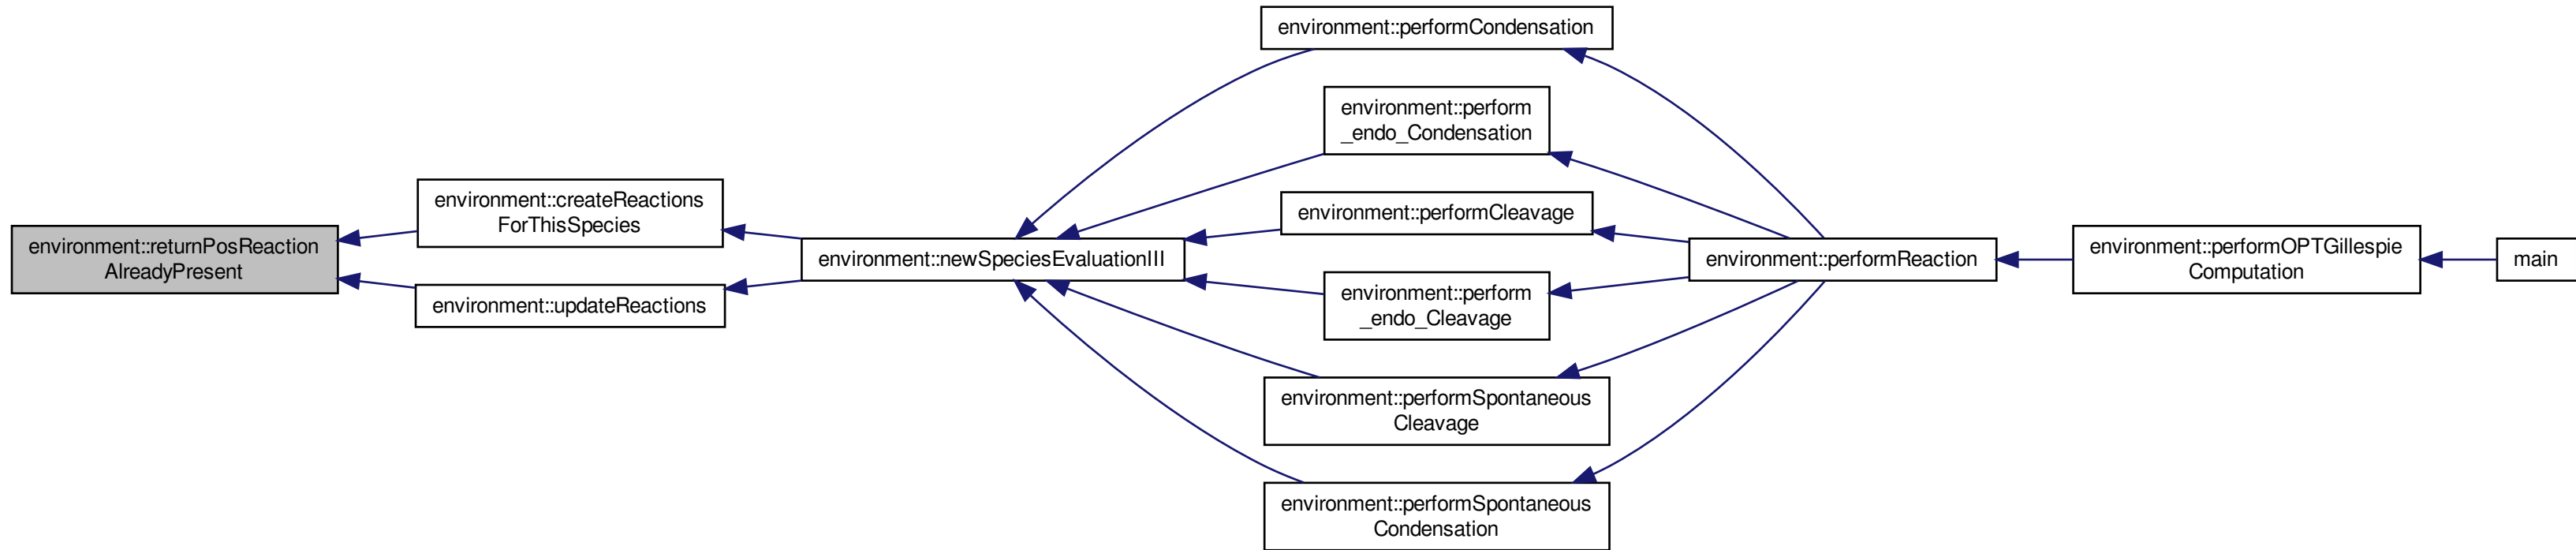 environment::returnPosReaction
AlreadyPresent
environment::createReactions
ForThisSpecies
environment::updateReactions
environment::newSpeciesEvaluationIII
environment::performCondensation
environment::perform
_endo_Condensation
environment::performCleavage
environment::perform
_endo_Cleavage
environment::performSpontaneous
Cleavage
environment::performSpontaneous
Condensation
environment::performReaction
environment::performOPTGillespie
Computation
main